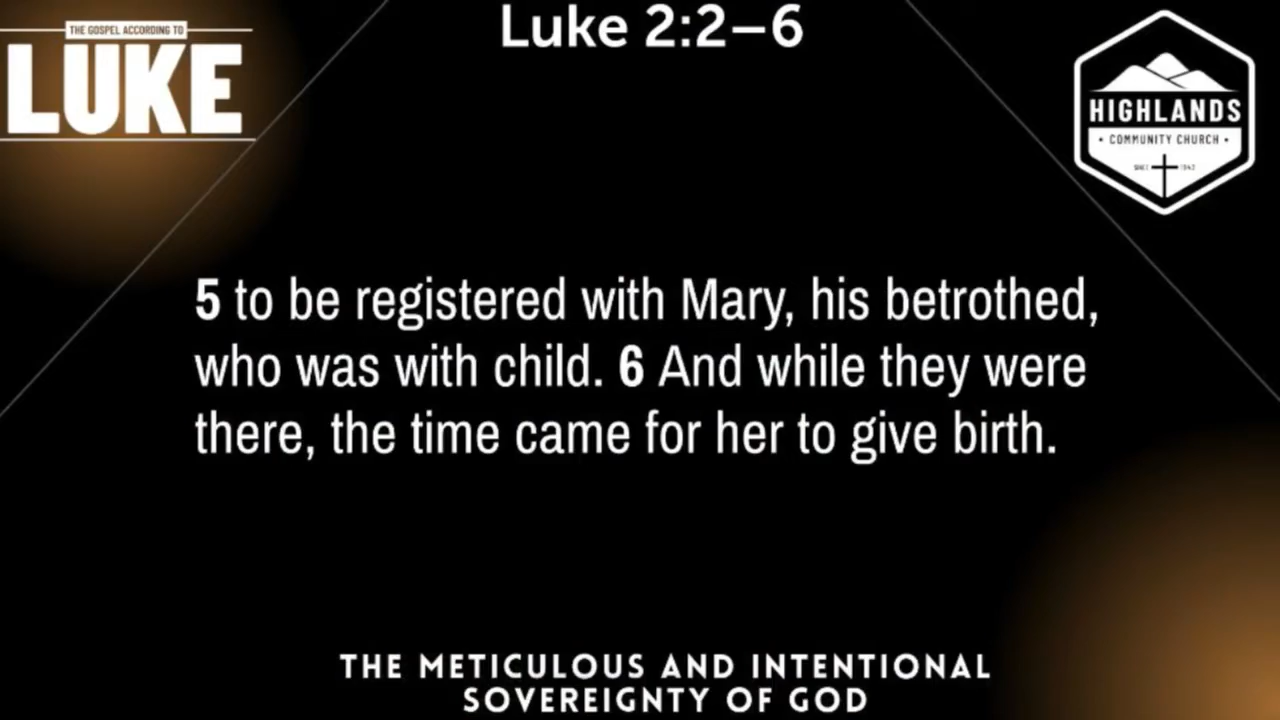 THE GOSPEL ACCORDING TO
LUKE
Luke 2:2–6
HIGHLANDS
• COMMUNITY CHURCH •
5 to be registered with Mary, his betrothed,
who was with child. 6 And while they were
there, the time came for her to give birth.
THE METICULOUS AND INTENTIONAL
SOVEREIGNTY OF GOD